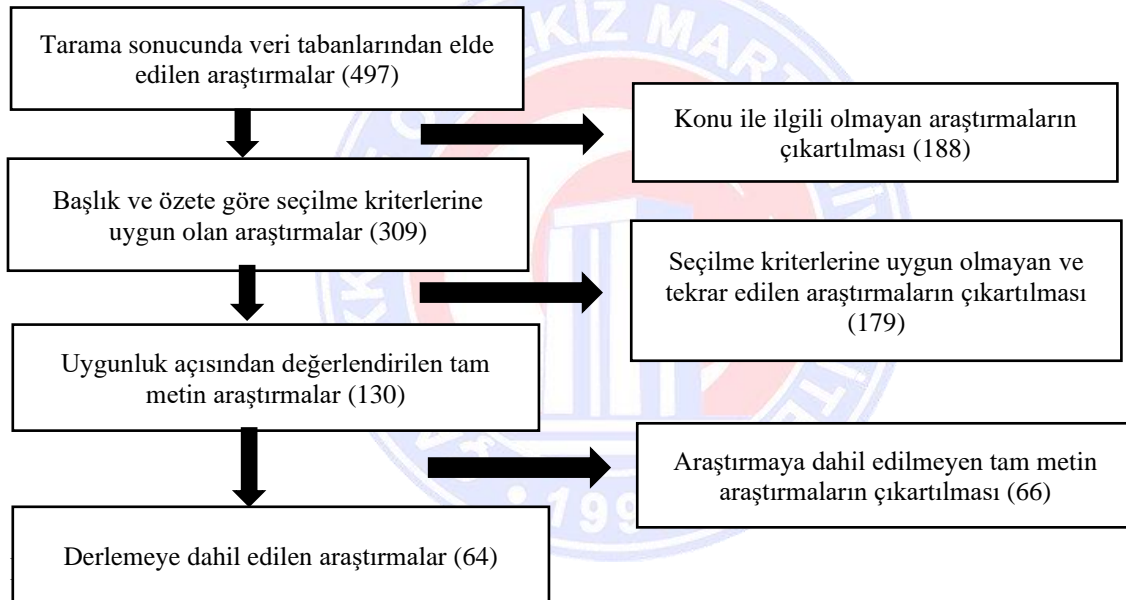 Tarama sonucunda veri tabanlarından elde
edilen araştırmalar (497)
Konu ile ilgili olmayan araştırmaların
çıkartılması (188)
Başlık ve özete göre seçilme kriterlerine
uygun olan araştırmalar (309)
Seçilme kriterlerine uygun olmayan ve
tekrar edilen araştırmaların çıkartılması
(179)
Uygunluk açısından değerlendirilen tam
metin araştırmalar (130)
Araştırmaya dahil edilmeyen tam metin
araştırmaların çıkartılması (66)
Derlemeye dahil edilen araştırmalar (64)